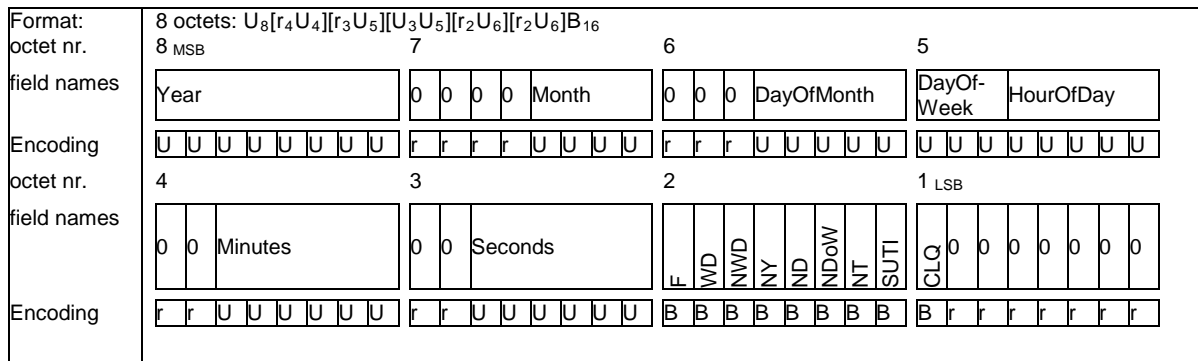 Format: 8 octets: U8[r4U4][r3U5][U3U5][r2U6][r2U6]B16
octet nr. 8 MSB 7 6 5
field names Year 0 0 0 0 Month 0 0 0 DayOfMonth DayOf-Week HourOfDay
Encoding U U U U U U U U r r r r U U U U r r r U U U U U U U U U U U U U
octet nr. 4 3 2 1 LSB
field names 0 0 Minutes 0 0 Seconds F WD NWD NY ND NDoW NT SUTI CLQ 0 0 0 0 0 0 0
Encoding r r U U U U U U r r U U U U U U B B B B B B B B B r r r r r r r